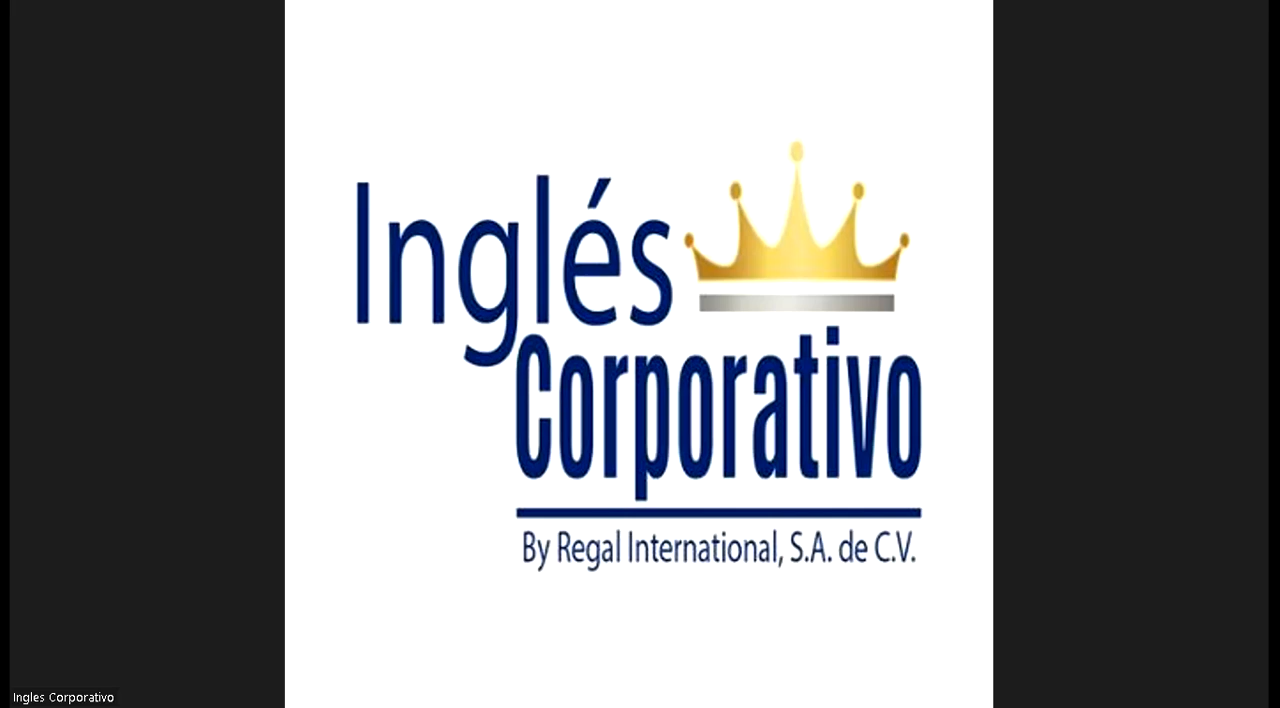 Inglés
Corporativo
By Regal International, S.A. de C.V.
Ingles Corporativo